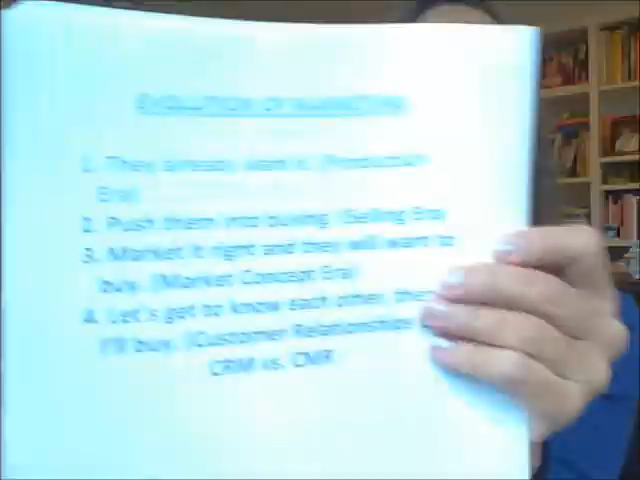 EVOLUTION OF MARKETING
1. They already want it. (Production
Era)
2. Push them into buying (Selling Era)
3. Market it right and they will want to
buy. (Market Concept Era)
4. Let's get to know each other, then
I'll buy. (Customer Relationships
CRM vs. CMR